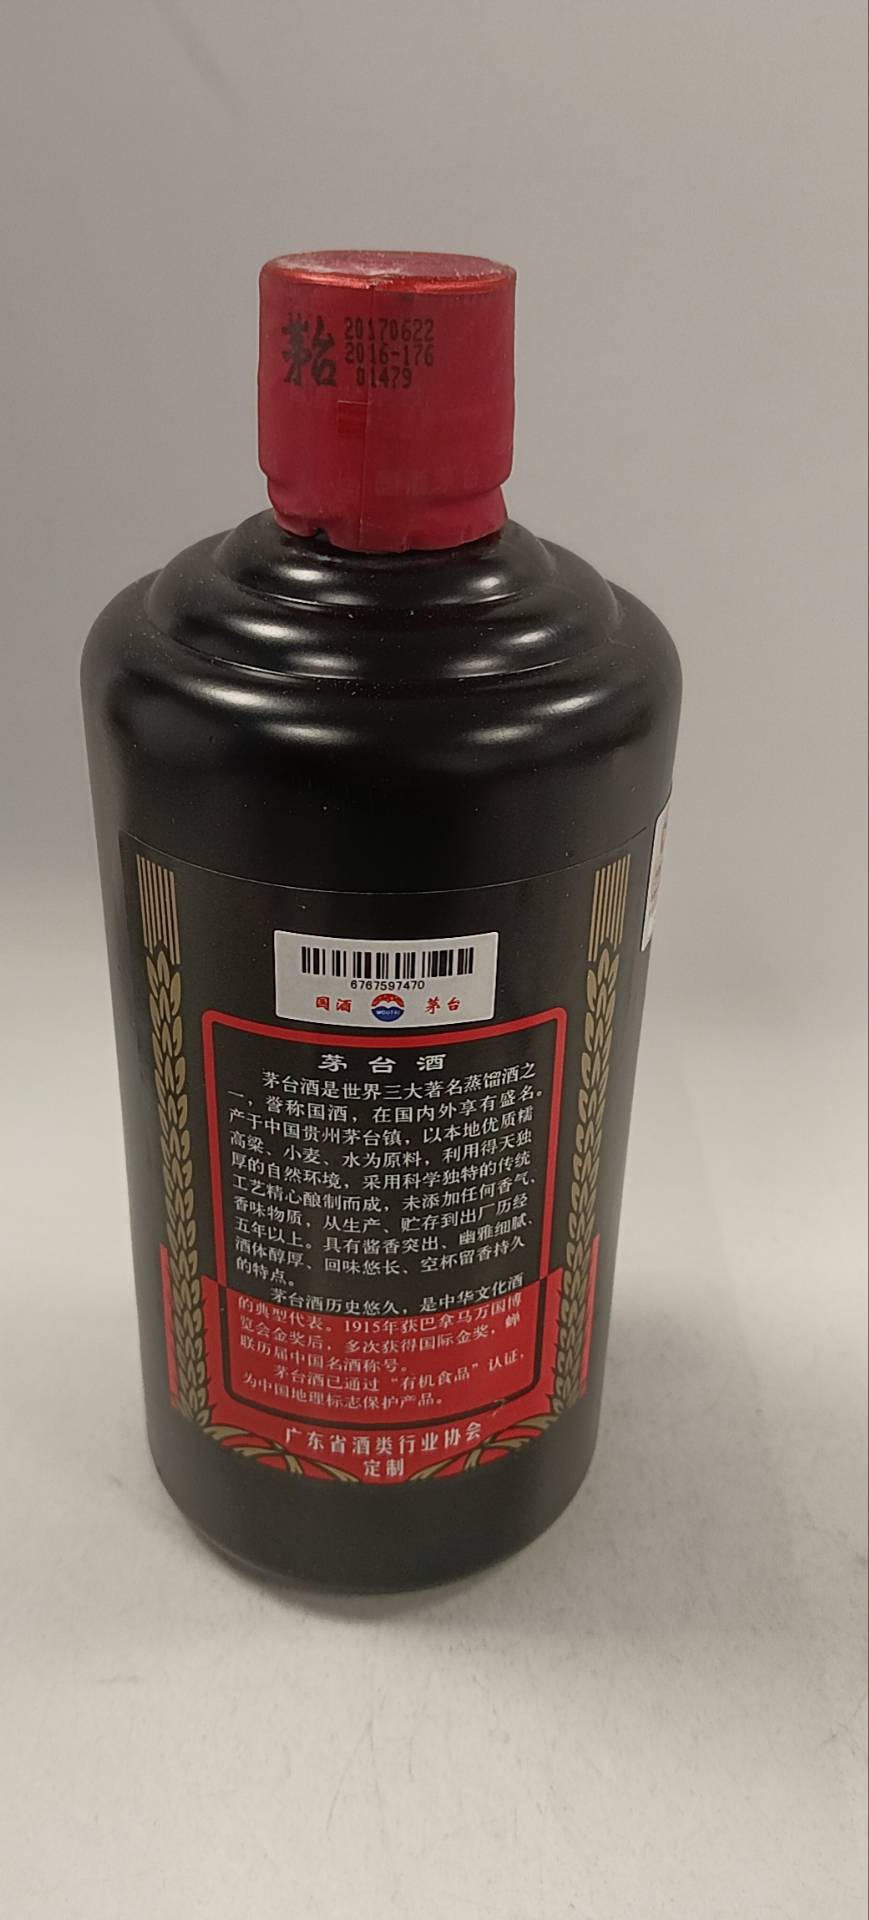 茅台
20170622
2016-176
01479
6767597470
国酒 MOUTAI 茅台
茅台酒
茅台酒是世界三大著名蒸馏酒之
一，誉称国酒，在国内外享有盛名。
产于中国贵州茅台镇，以本地优质糯
高粱、小麦、水为原料，利用得天独
厚的自然环境，采用科学独特的传统
工艺精心酿制而成，未添加任何香气、
香味物质，从生产、贮存到出厂历经
五年以上。具有酱香突出、幽雅细腻、
酒体醇厚、回味悠长、空杯留香持久
的特点。
茅台酒历史悠久，是中华文化酒
的典型代表。1915年获巴拿马万国博
览会金奖后，多次获得国际金奖，蝉
联历届中国名酒称号。
茅台酒已通过“有机食品”认证，
为中国地理标志保护产品。
广东省酒类行业协会
定制